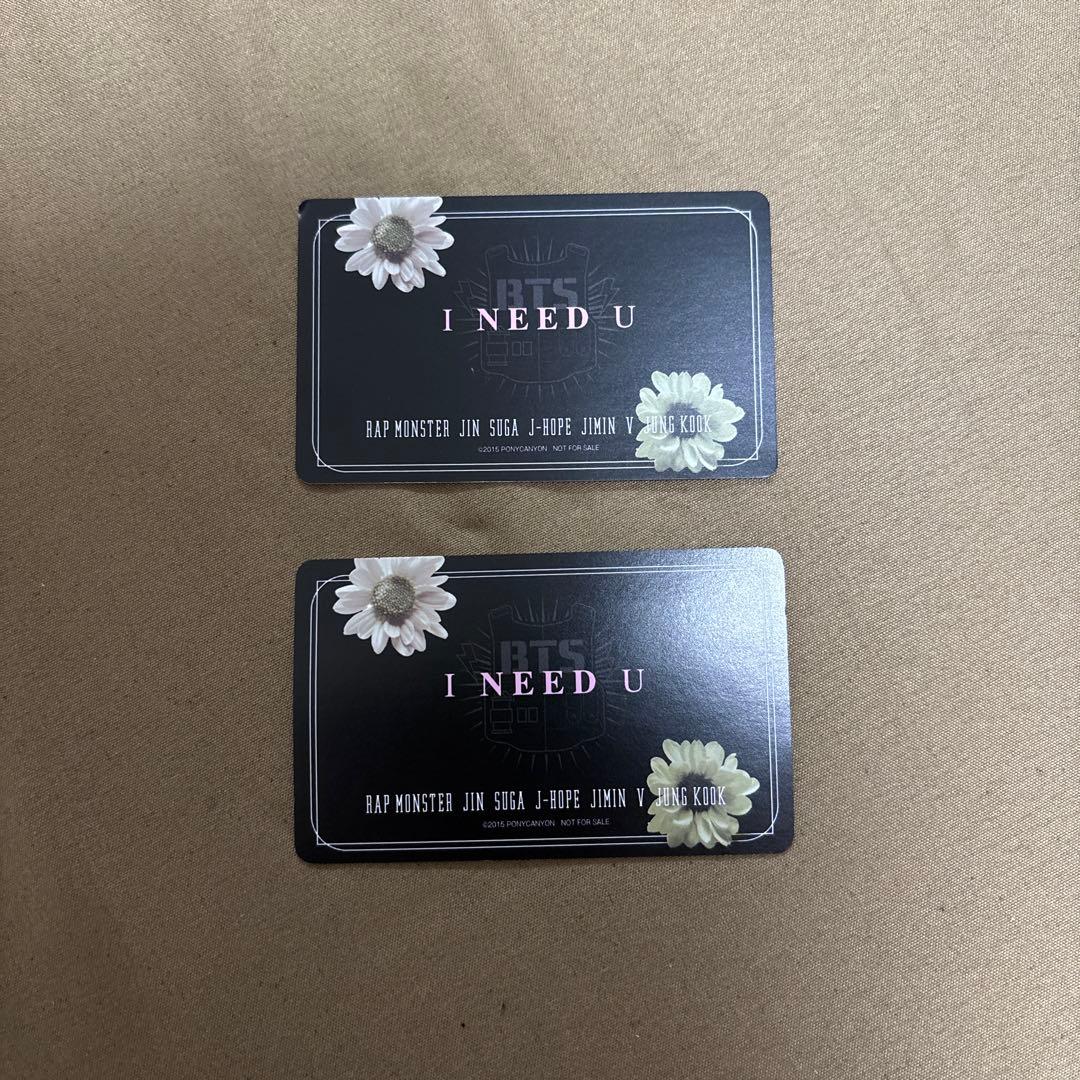 BTS
I NEED U
RAP MONSTER JIN SUGA J-HOPE JIMIN V JUNG KOOK
©2015 PONYCANYON NOT FOR SALE
BTS
I NEED U
RAP MONSTER JIN SUGA J-HOPE JIMIN V JUNG KOOK
©2015 PONYCANYON NOT FOR SALE